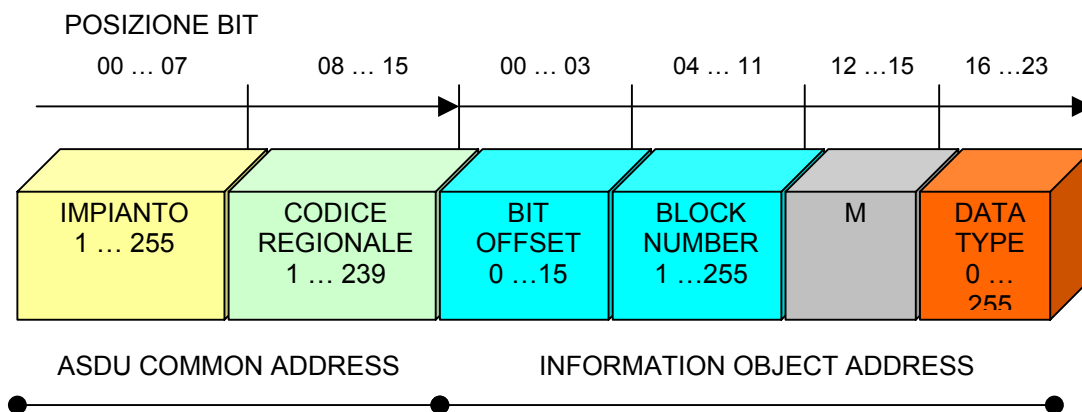 POSIZIONE BIT
00 … 07 08 … 15 00 … 03 04 … 11 12 …15 16 …23
IMPIANTO
1 … 255
CODICE
REGIONALE
1 … 239
BIT
OFFSET
0 …15
BLOCK
NUMBER
1 …255
M
DATA
TYPE
0 …
255
ASDU COMMON ADDRESS INFORMATION OBJECT ADDRESS